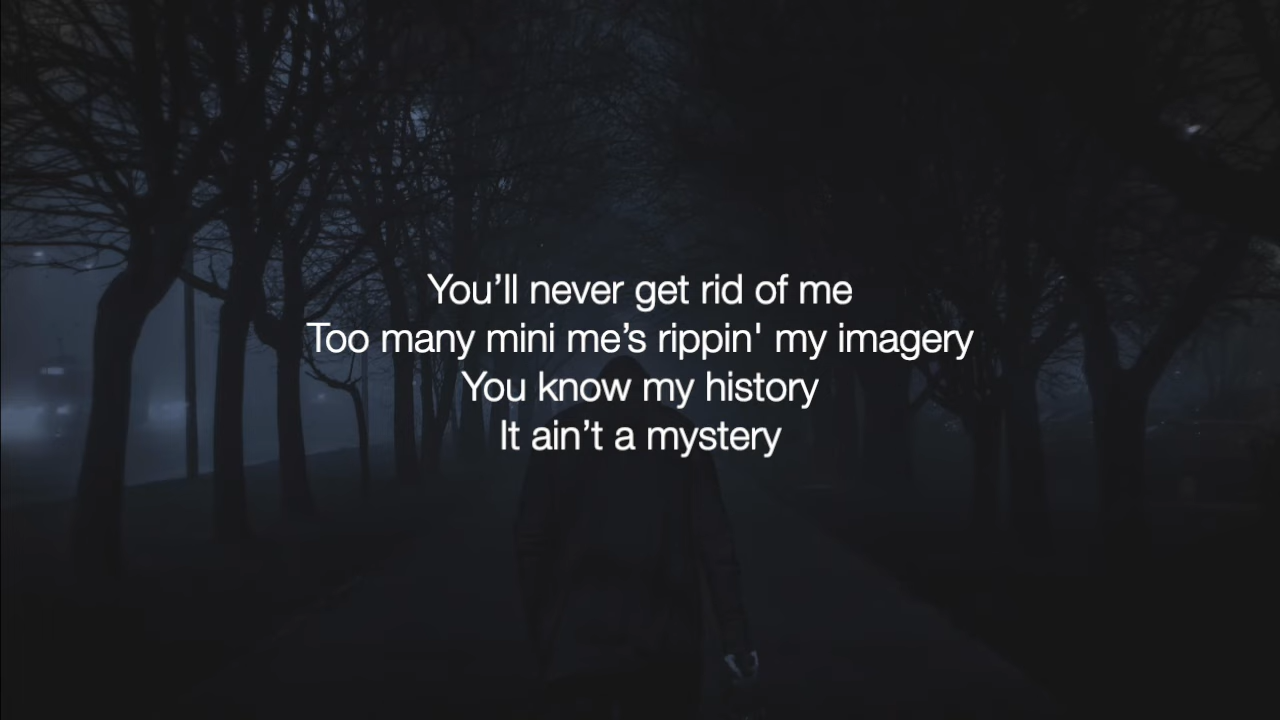 You’ll never get rid of me
Too many mini me’s rippin' my imagery
You know my history
It ain’t a mystery